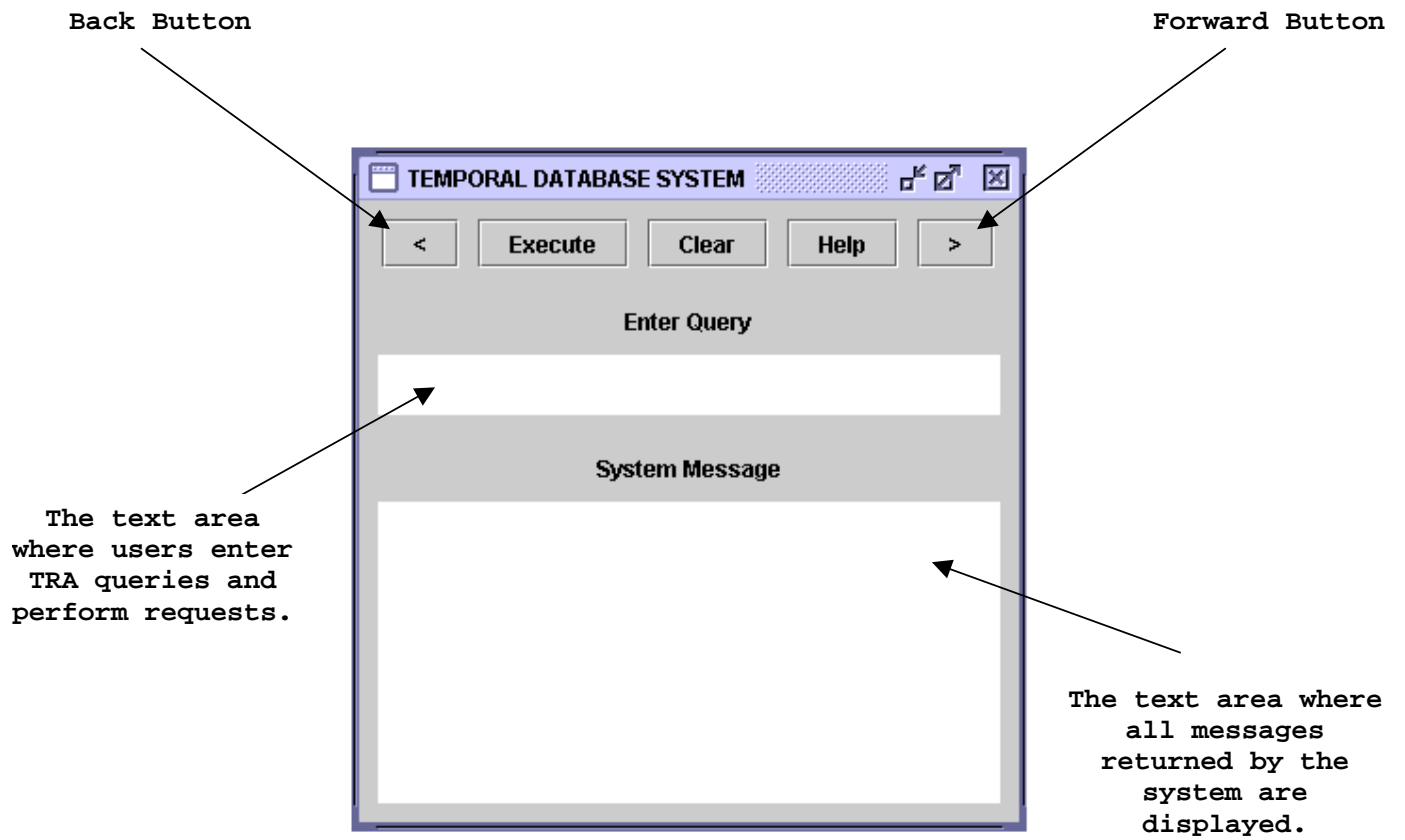 Back Button
Forward Button
TEMPORAL DATABASE SYSTEM
< Execute Clear Help >
Enter Query
System Message
The text area
where users enter
TRA queries and
perform requests.
The text area where
all messages
returned by the
system are
displayed.